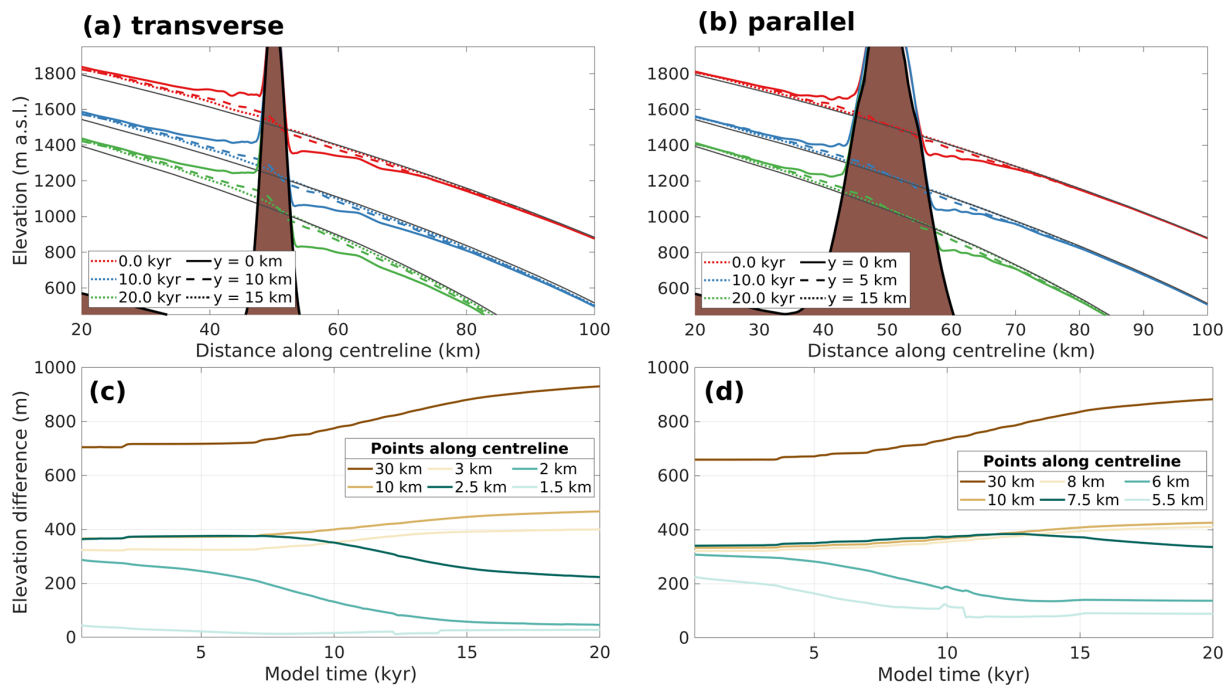 (a) transverse
(b) parallel
Elevation (m a.s.l.)
1800
1600
1400
1200
1000
800
600
0.0 kyr
10.0 kyr
20.0 kyr
y = 0 km
y = 10 km
y = 15 km
20
40
60
80
100
Distance along centreline (km)
1800
1600
1400
1200
1000
800
600
0.0 kyr
10.0 kyr
20.0 kyr
y = 0 km
y = 5 km
y = 15 km
20
30
40
50
60
70
80
90
100
Distance along centreline (km)
(c)
Elevation difference (m)
1000
800
600
400
200
0
Points along centreline
30 km
3 km
2 km
10 km
2.5 km
1.5 km
5
10
15
20
Model time (kyr)
(d)
1000
800
600
400
200
0
Points along centreline
30 km
8 km
6 km
10 km
7.5 km
5.5 km
5
10
15
20
Model time (kyr)